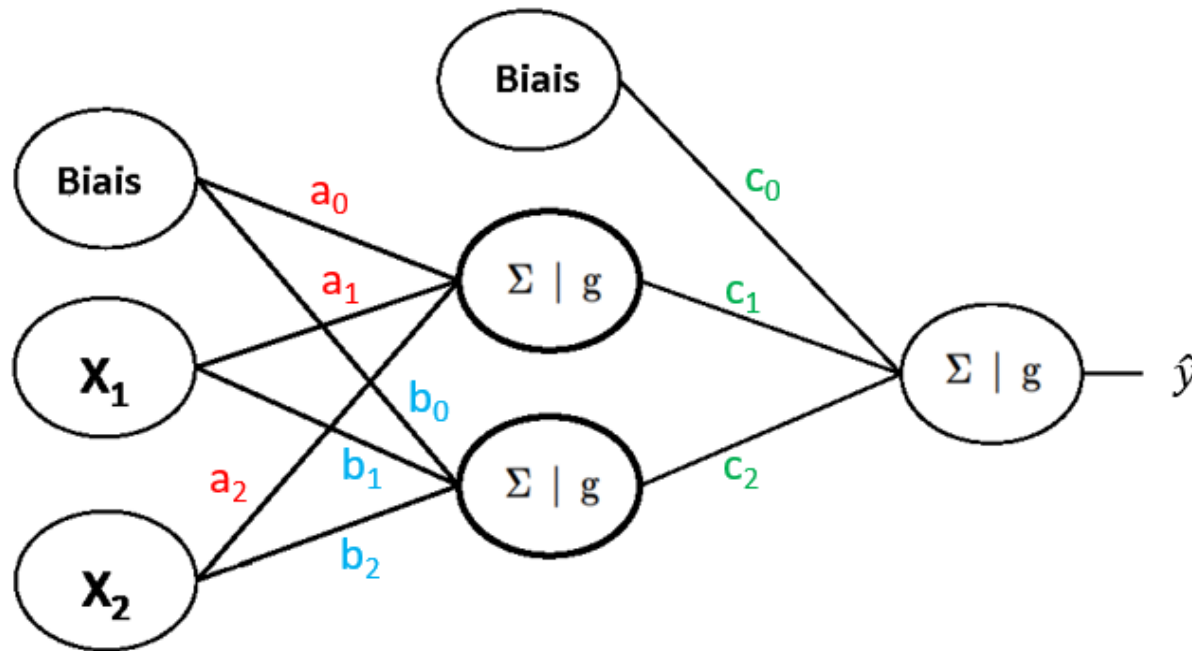 Biais
Biais
c₀
a₀
Σ | g
a₁
c₁
X₁
Σ | g
ŷ
b₀
b₁
a₂
Σ | g
c₂
b₂
X₂